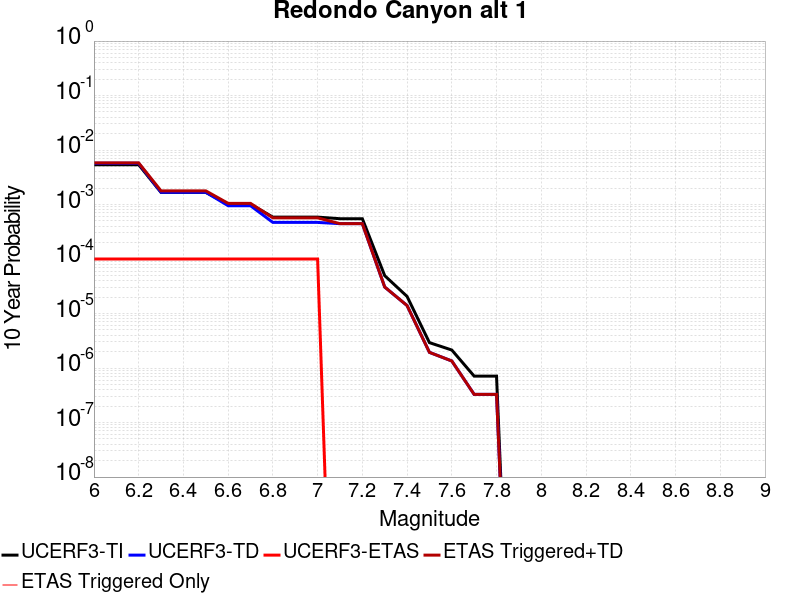 Redondo Canyon alt 1
10 0
10 -1
10 -2
10 -3
10 -4
10 -5
10 -6
10 -7
10 -8
10 Year Probability
6 6.2 6.4 6.6 6.8 7 7.2 7.4 7.6 7.8 8 8.2 8.4 8.6 8.8 9
Magnitude
UCERF3-TI UCERF3-TD UCERF3-ETAS ETAS Triggered+TD
ETAS Triggered Only